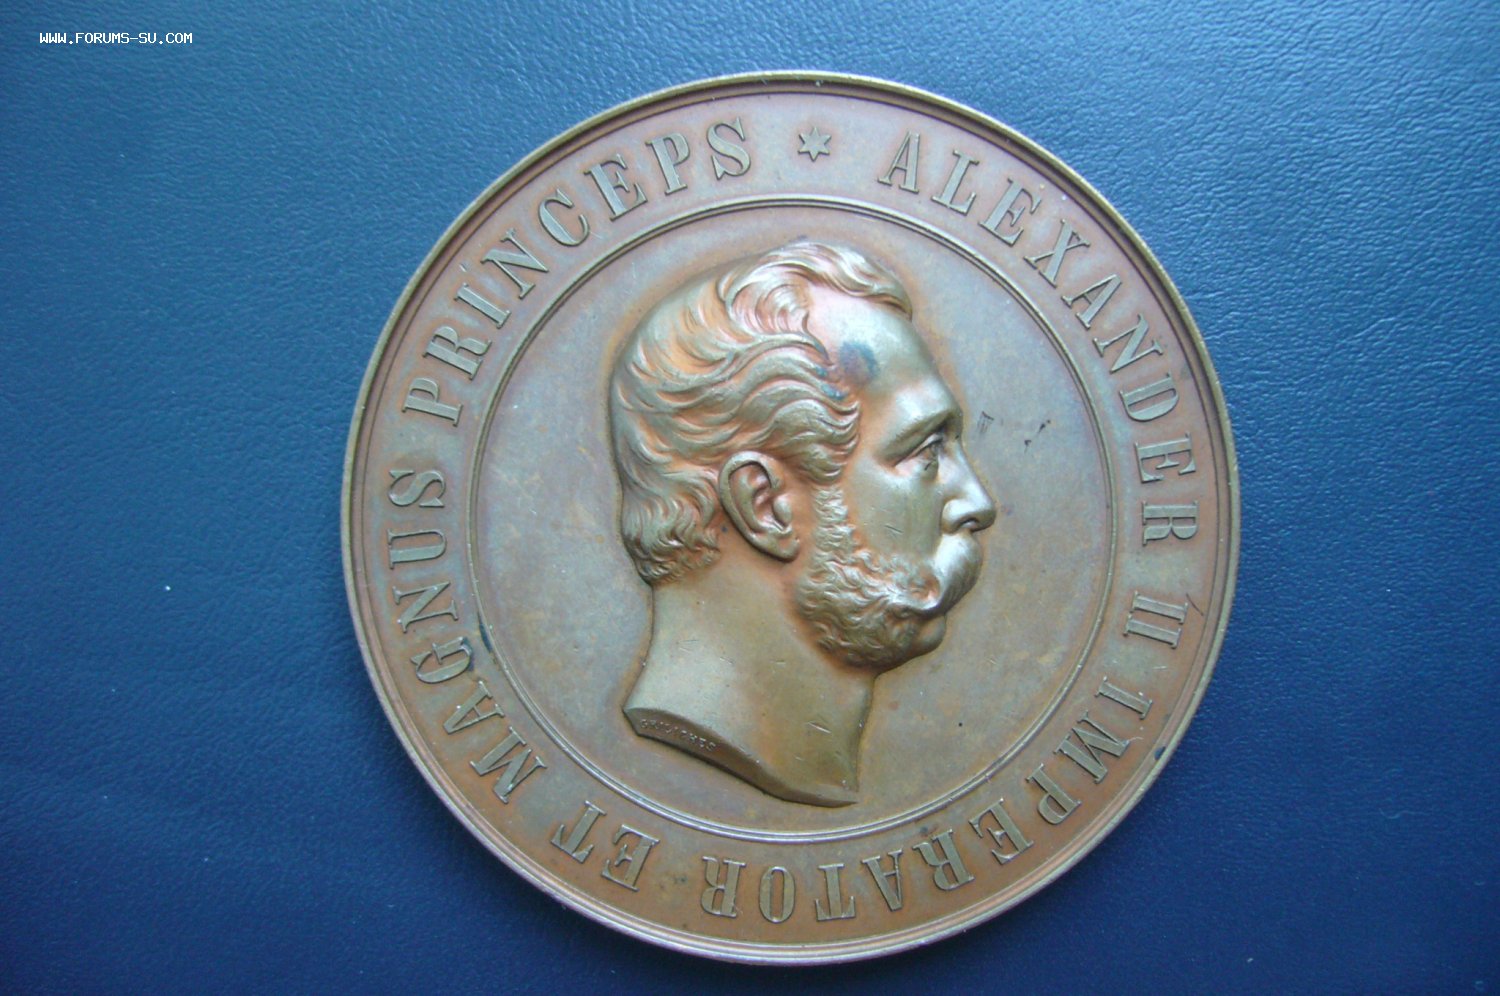 WWW.FORUMS-SU.COM
ALEXANDER II IMPERATOR ET MAGNUS PRINCEPS